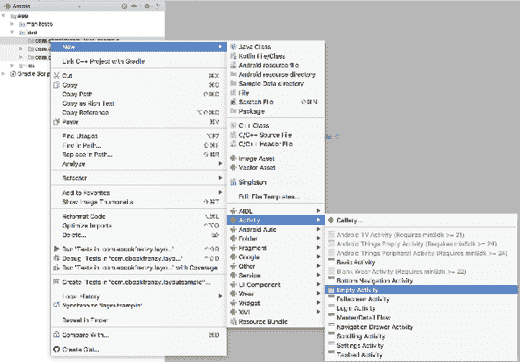 Android
app
manifests
java
Gradle Scripts
New
Link C++ Project with Gradle
Cut ⌘X
Copy ⌘C
Copy Path ⇧⌘C
Copy as Rich Text
Copy Reference ⌥⇧⌘C
Paste ⌘V
Find Usages ⌥F7
Find in Path... ⇧⌘F
Replace in Path... ⇧⌘R
Analyze
Refactor
Add to Favorites
Show Image Thumbnails ⇧⌘T
Reformat Code ⌥⌘L
Optimize Imports ⌃⌥O
Delete...
Run 'Tests in com.ebookfrenzy.layou...' ⌃⇧R
Debug 'Tests in com.ebookfrenzy.layou...' ⌃⇧D
Run 'Tests in com.ebookfrenzy.layou...' with Coverage
Create 'Tests in com.ebookfrenzy.layoutsample'...
Local History
Synchronize 'layoutsample'
Reveal in Finder
Compare With... ⌘D
Create Gist...
Java Class
Kotlin File/Class
Android resource file
Android resource directory
Sample Data directory
File
Scratch File ⇧⌘N
Package
C++ Class
C/C++ Source File
C/C++ Header File
Image Asset
Vector Asset
Singleton
Edit File Templates...
AIDL
Activity
Android Auto
Folder
Fragment
Google
Other
Service
UI Component
Wear
Widget
XML
Resource Bundle
Gallery...
Android TV Activity (Requires minSdk >= 21)
Android Things Empty Activity (Requires minSdk >= 24)
Android Things Peripheral Activity (Requires minSdk >= 24)
Basic Activity
Blank Wear Activity (Requires minSdk >= 22)
Bottom Navigation Activity
Empty Activity
Fullscreen Activity
Login Activity
Master/Detail Flow
Navigation Drawer Activity
Scrolling Activity
Settings Activity
Tabbed Activity